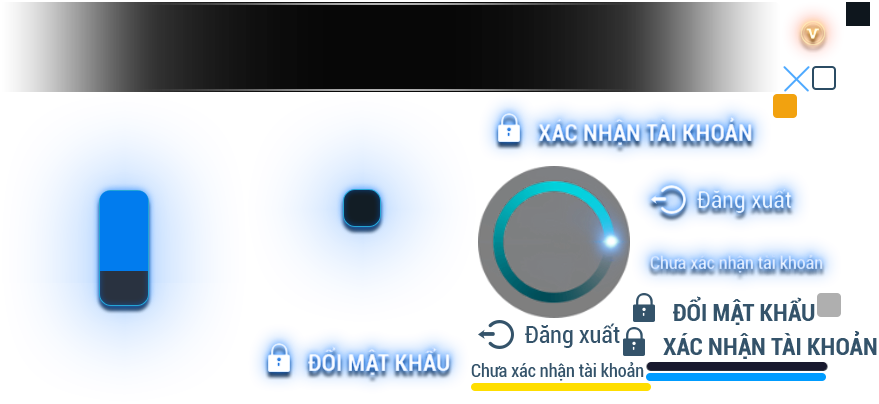 V
XÁC NHẬN TÀI KHOẢN
Đăng xuất
Chưa xác nhận tài khoản
ĐỔI MẬT KHẨU
Đăng xuất
XÁC NHẬN TÀI KHOẢN
ĐỔI MẬT KHẨU
Chưa xác nhận tài khoản